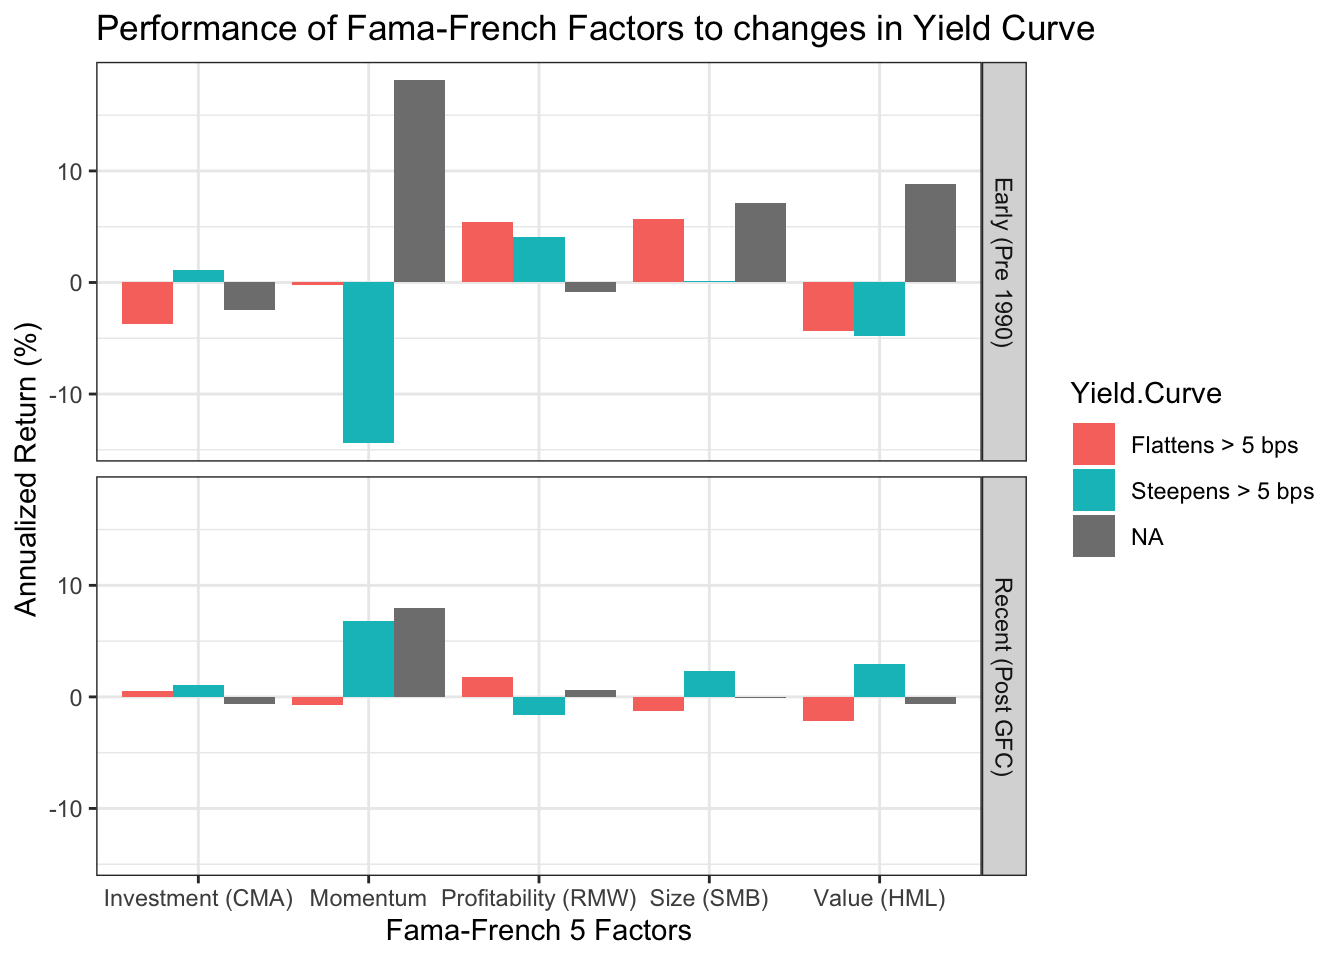 Performance of Fama-French Factors to changes in Yield Curve
Annualized Return (%)
10
0
-10
Early (Pre 1990)
10
0
-10
Recent (Post GFC)
Investment (CMA) Momentum Profitability (RMW) Size (SMB) Value (HML)
Fama-French 5 Factors
Yield.Curve
Flattens > 5 bps
Steepens > 5 bps
NA